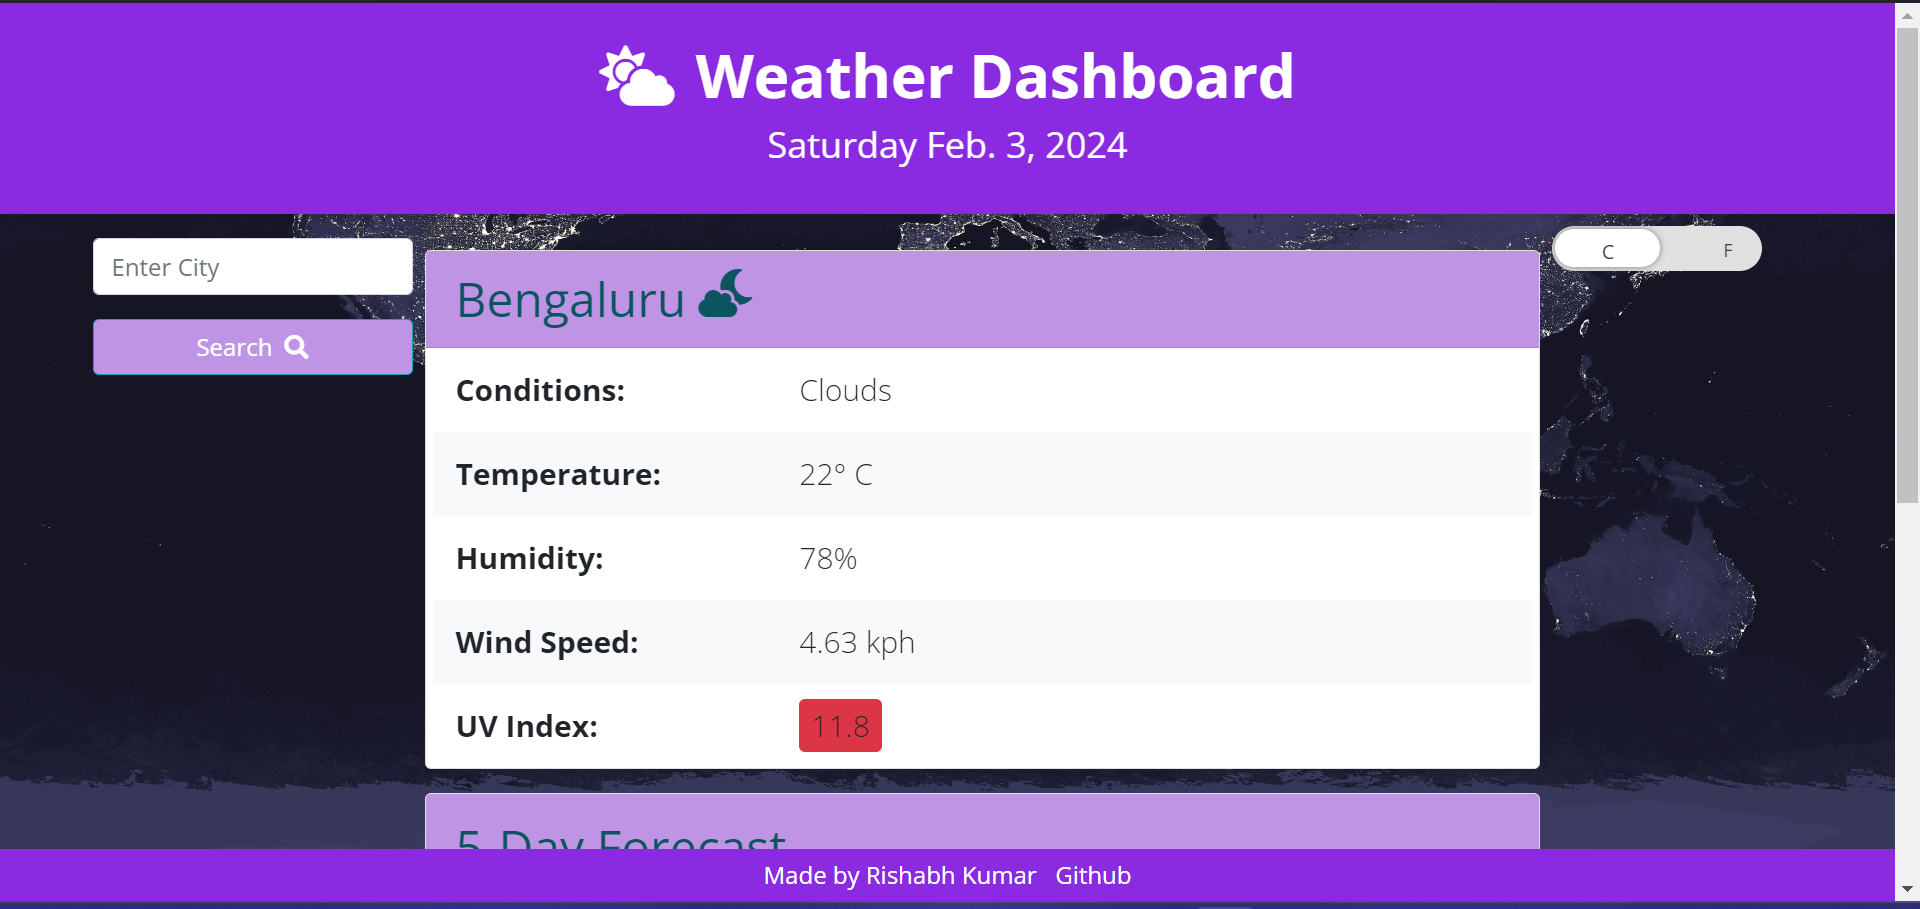 Weather Dashboard
Saturday Feb. 3, 2024
Enter City
Search
C F
Bengaluru
Conditions: Clouds
Temperature: 22° C
Humidity: 78%
Wind Speed: 4.63 kph
UV Index: 11.8
5 Day Forecast
Made by Rishabh Kumar Github